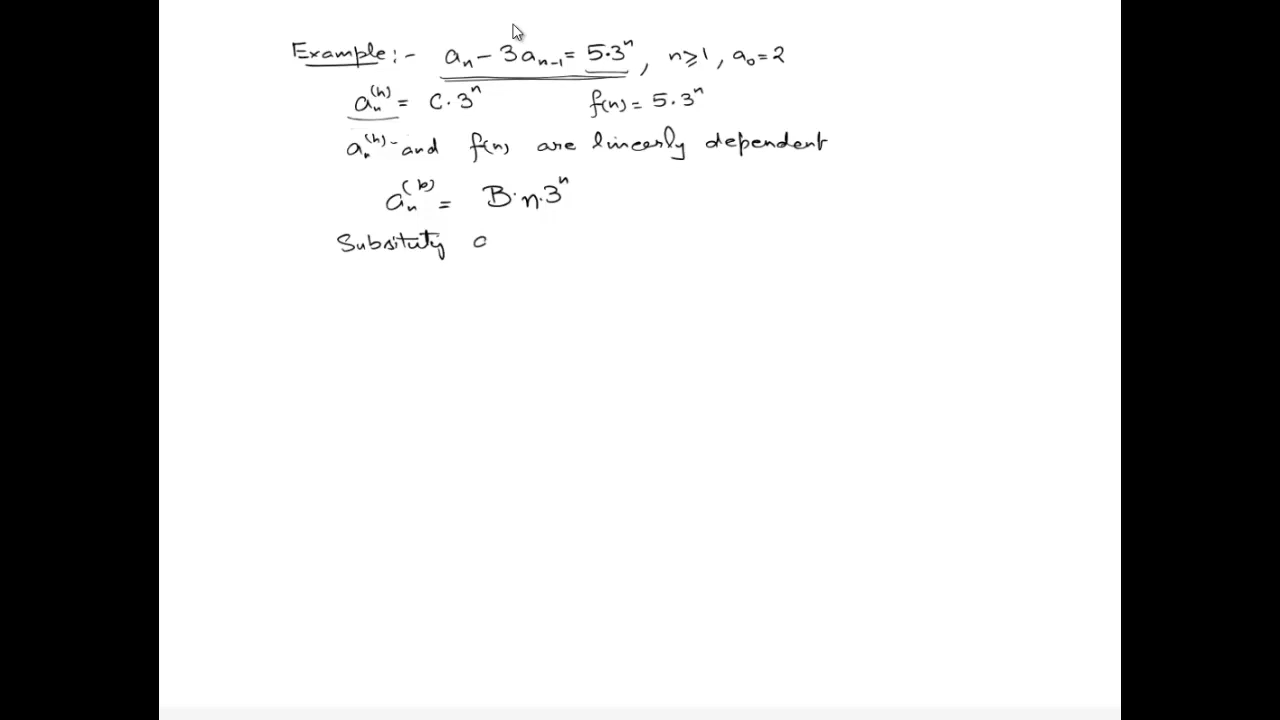 Example:- aₙ - 3aₙ₋₁ = 5·3ⁿ, n≥1, a₀=2
aₙ⁽ʰ⁾ = C·3ⁿ f(n) = 5·3ⁿ
aₙ⁽ʰ⁾ and f(n) are linearly dependent
aₙ⁽ᵖ⁾ = B·n·3ⁿ